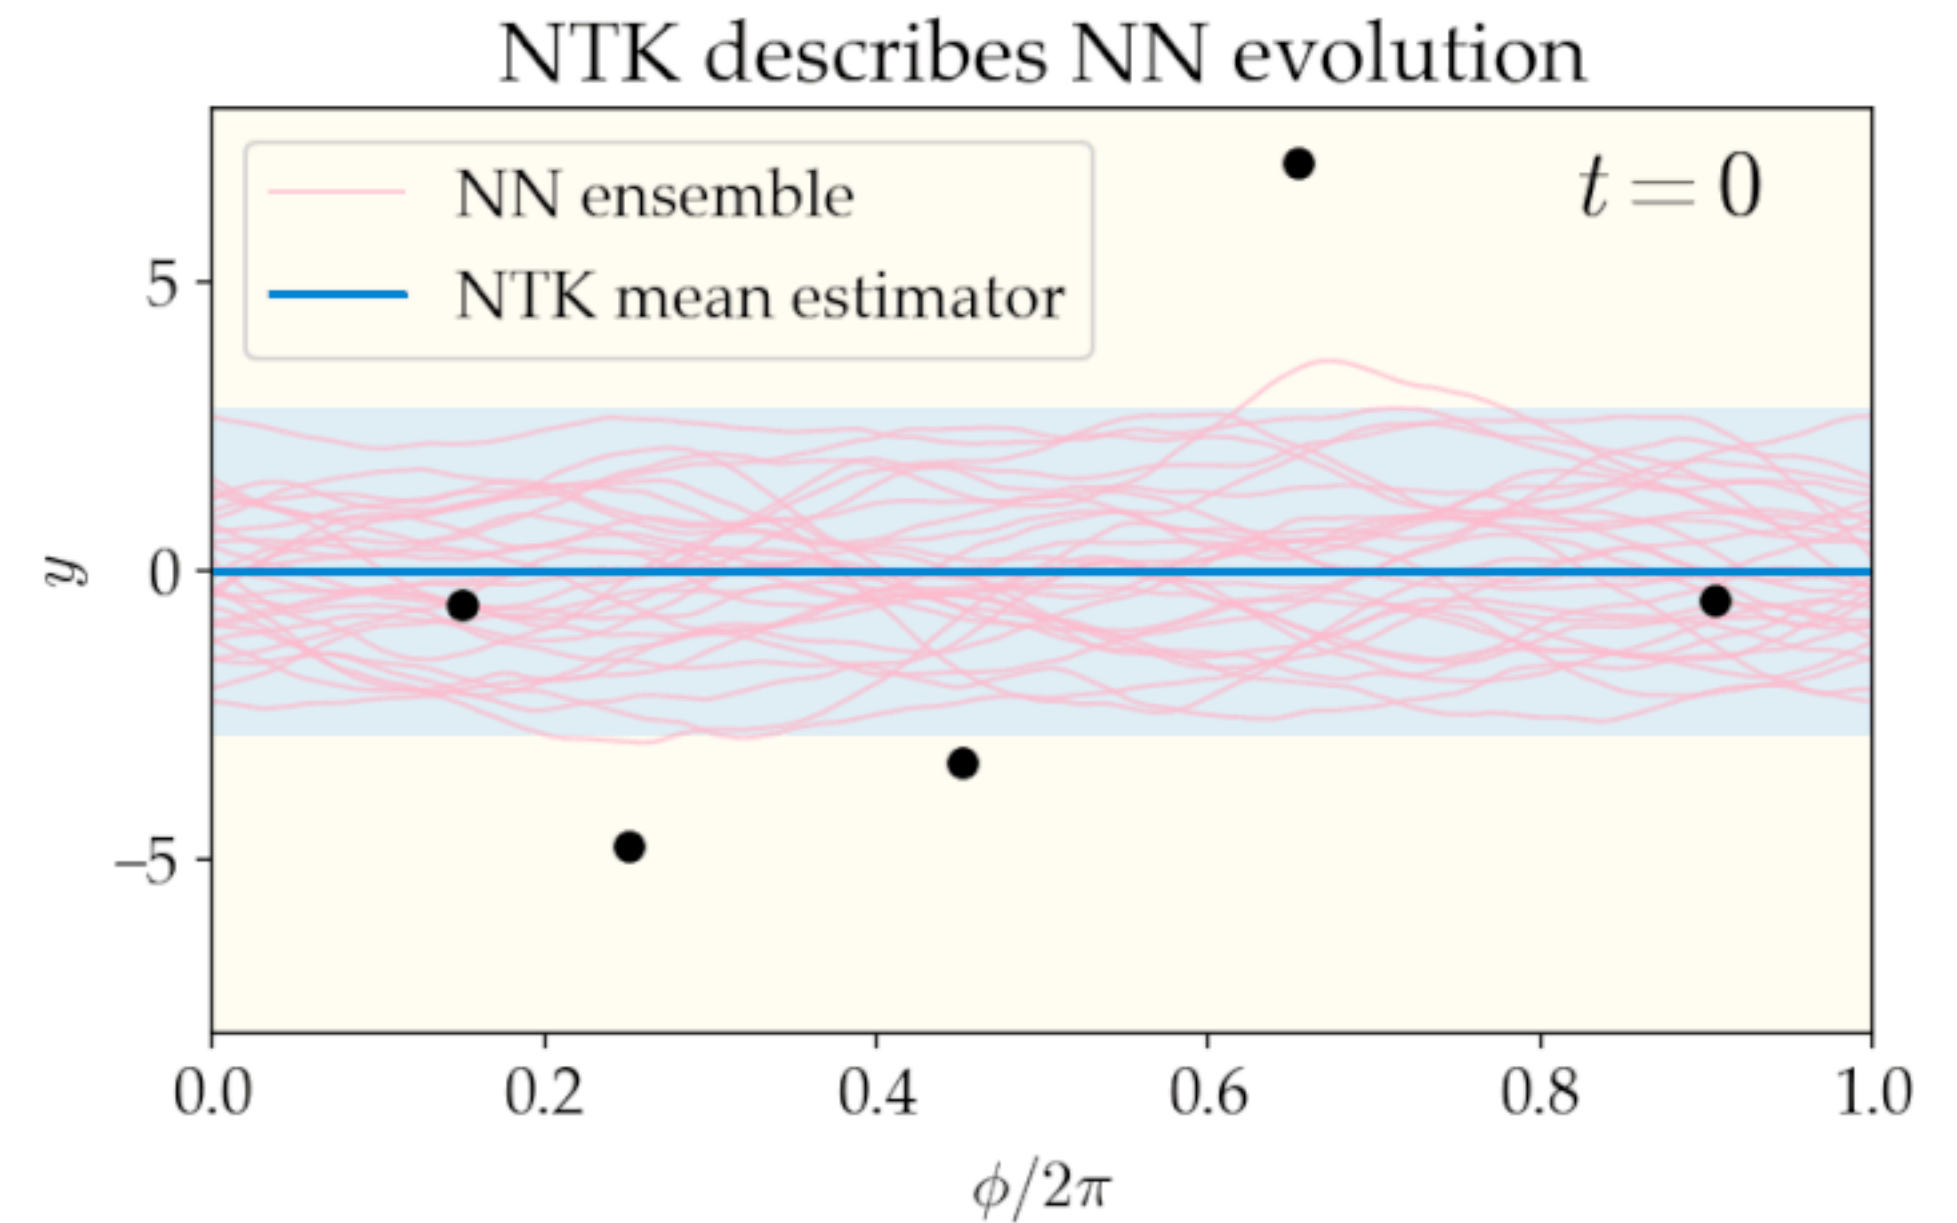 NTK describes NN evolution
NN ensemble
NTK mean estimator
t = 0
5
0
−5
y
0.0 0.2 0.4 0.6 0.8 1.0
ϕ/2π